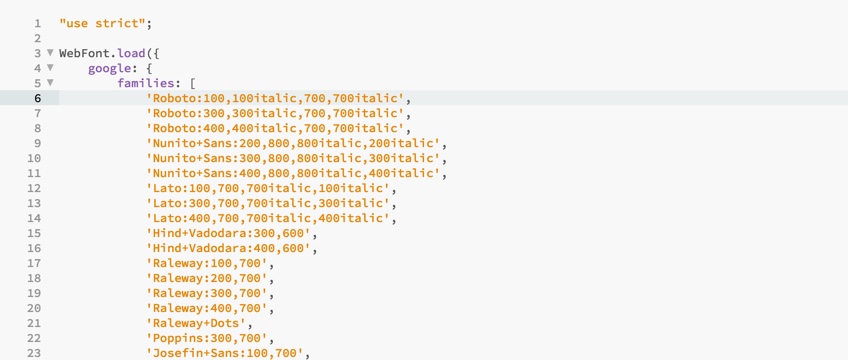 1 "use strict";
2
3 WebFont.load({
4 google: {
5 families: [
6 'Roboto:100,100italic,700,700italic',
7 'Roboto:300,300italic,700,700italic',
8 'Roboto:400,400italic,700,700italic',
9 'Nunito+Sans:200,800,800italic,200italic',
10 'Nunito+Sans:300,800,800italic,300italic',
11 'Nunito+Sans:400,800,800italic,400italic',
12 'Lato:100,700,700italic,100italic',
13 'Lato:300,700,700italic,300italic',
14 'Lato:400,700,700italic,400italic',
15 'Hind+Vadodara:300,600',
16 'Hind+Vadodara:400,600',
17 'Raleway:100,700',
18 'Raleway:200,700',
19 'Raleway:300,700',
20 'Raleway:400,700',
21 'Raleway+Dots',
22 'Poppins:300,700',
23 'Josefin+Sans:100,700',